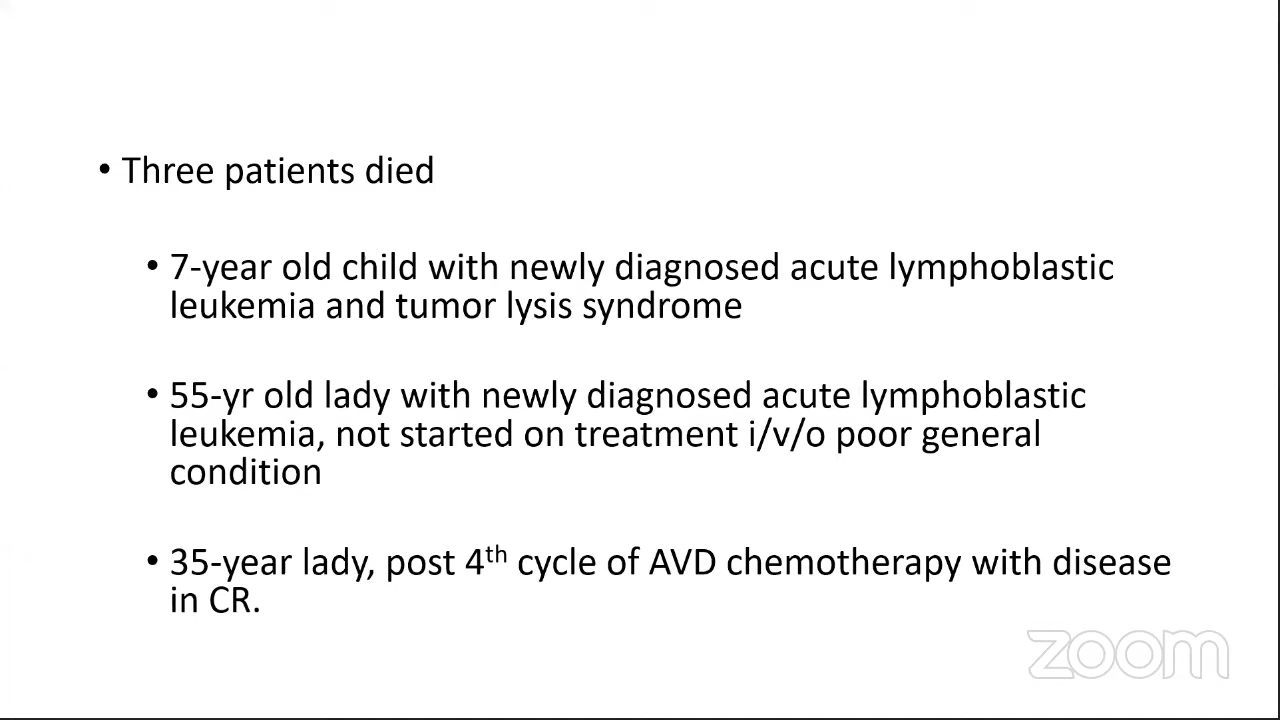 • Three patients died
• 7-year old child with newly diagnosed acute lymphoblastic
leukemia and tumor lysis syndrome
• 55-yr old lady with newly diagnosed acute lymphoblastic
leukemia, not started on treatment i/v/o poor general
condition
• 35-year lady, post 4th cycle of AVD chemotherapy with disease
in CR.
zoom